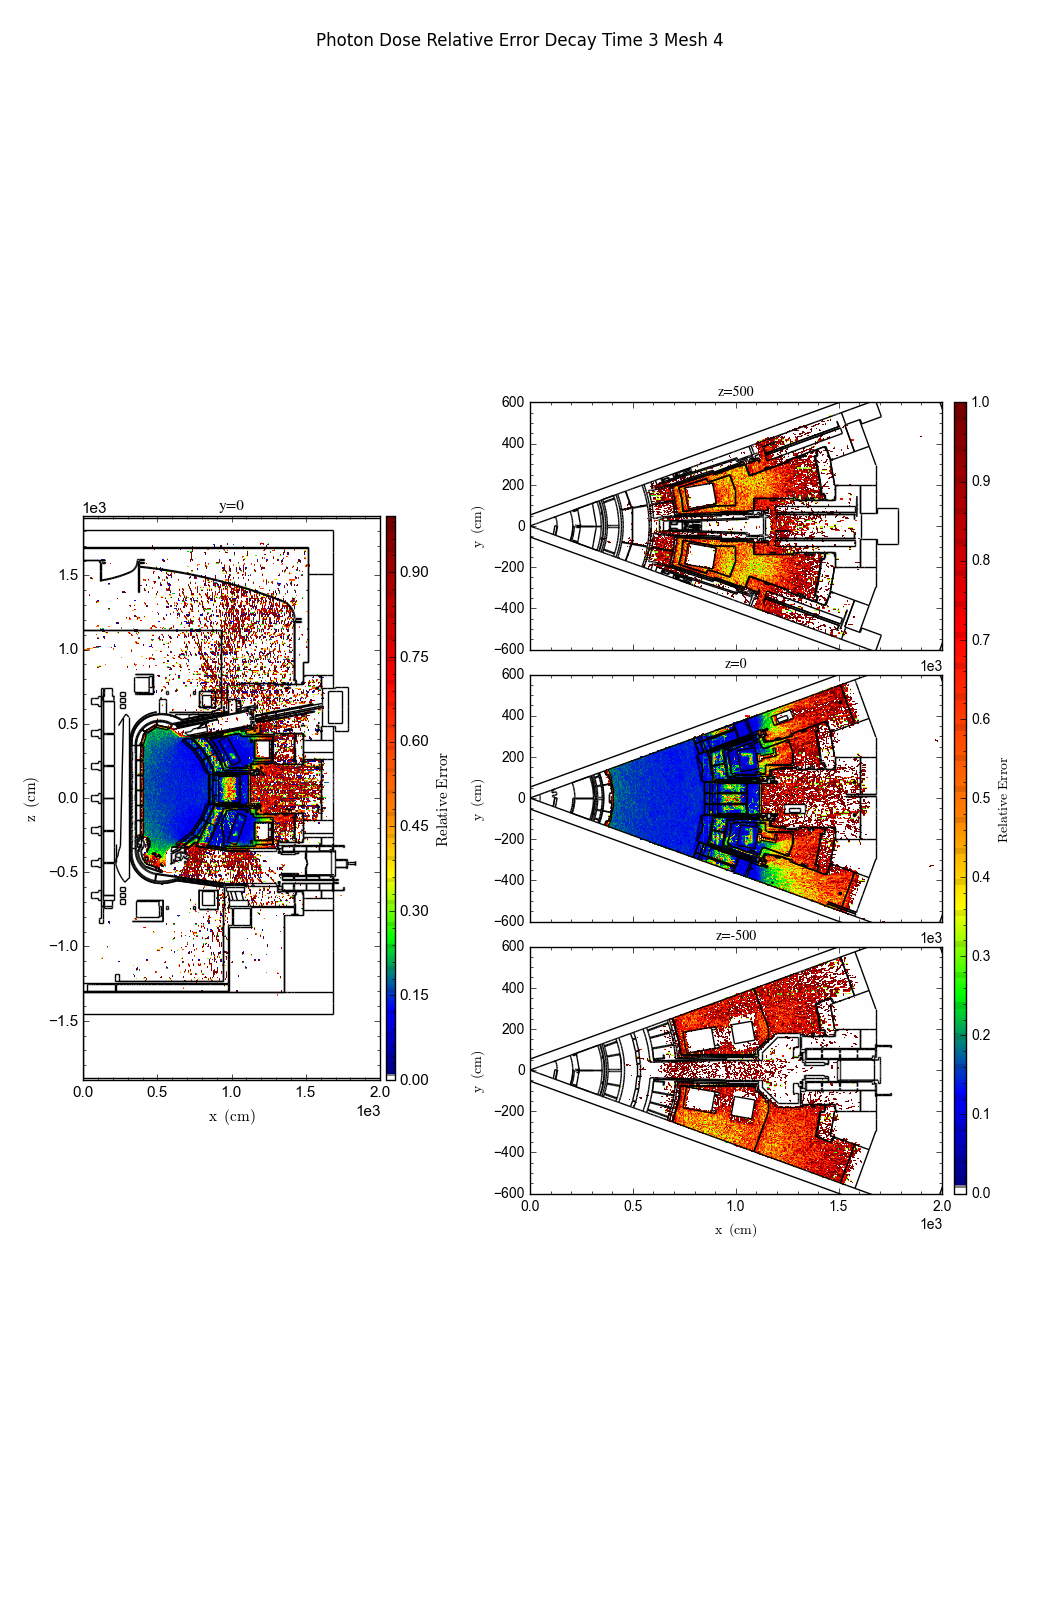 Photon Dose Relative Error Decay Time 3 Mesh 4
1e3
y=0
1.5
1.0
0.5
0.0
−0.5
−1.0
−1.5
z (cm)
0.0 0.5 1.0 1.5 2.0
1e3
x (cm)
0.90
0.75
0.60
0.45
0.30
0.15
0.00
Relative Error
z=500
600
400
200
0
−200
−400
−600
y (cm)
1e3
z=0
600
400
200
0
−200
−400
−600
y (cm)
1e3
z=-500
600
400
200
0
−200
−400
−600
y (cm)
0.0 0.5 1.0 1.5 2.0
1e3
x (cm)
1.0
0.9
0.8
0.7
0.6
0.5
0.4
0.3
0.2
0.1
0.0
Relative Error